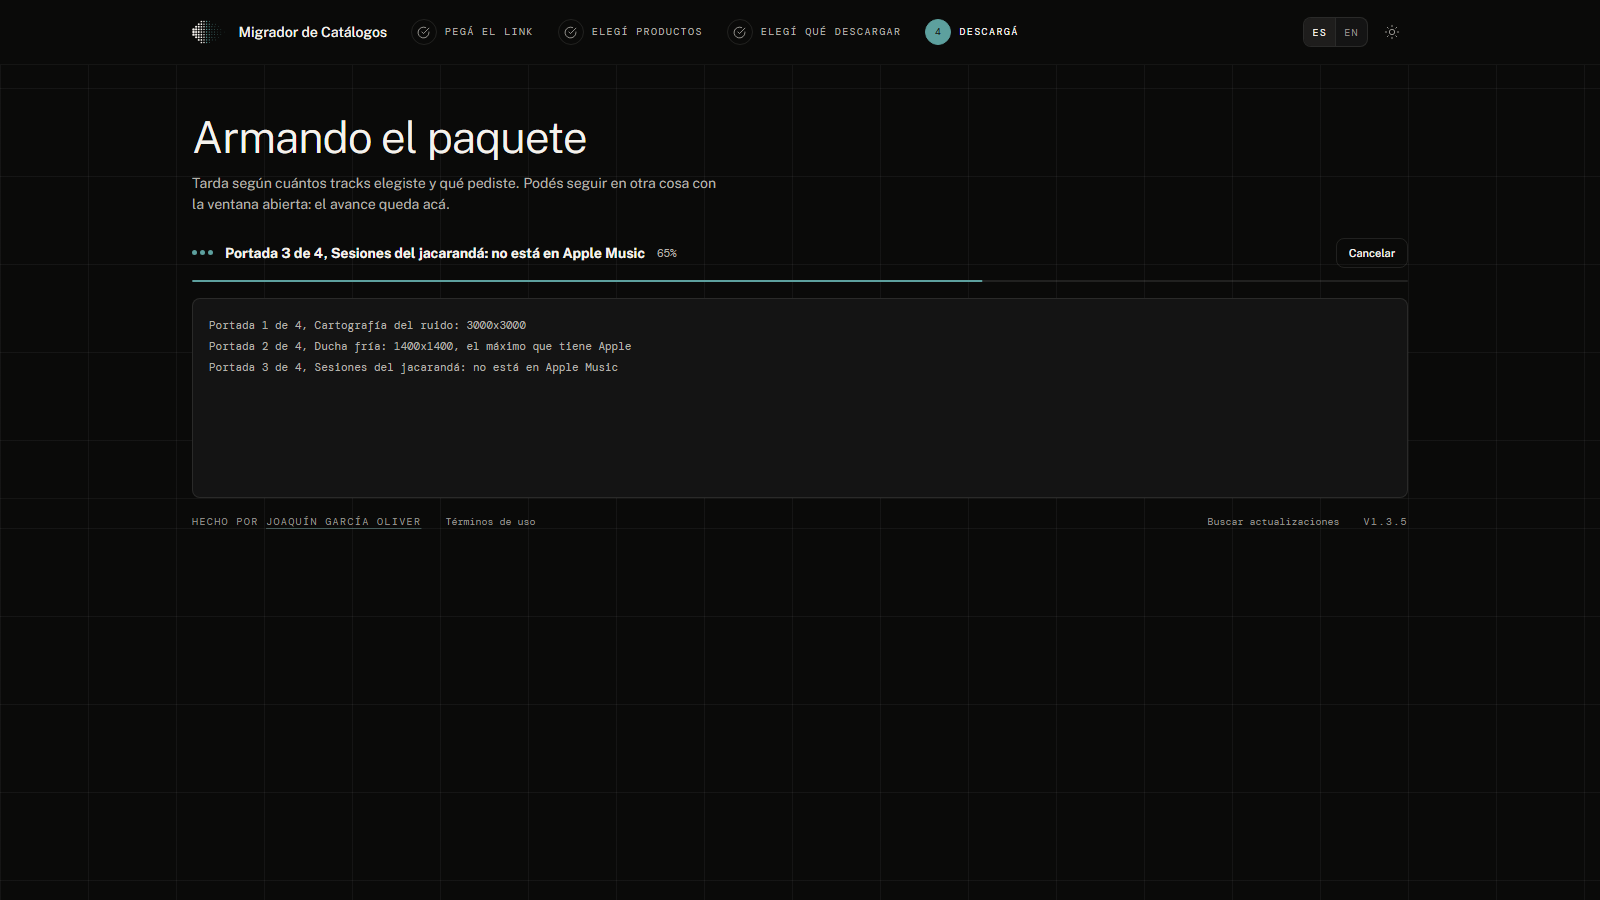 Migrador de Catálogos
PEGÁ EL LINK
ELEGÍ PRODUCTOS
ELEGÍ QUÉ DESCARGAR
4 DESCARGÁ
ES EN
Armando el paquete
Tarda según cuántos tracks elegiste y qué pediste. Podés seguir en otra cosa con
la ventana abierta: el avance queda acá.
Portada 3 de 4, Sesiones del jacarandá: no está en Apple Music 65%
Cancelar
Portada 1 de 4, Cartografía del ruido: 3000x3000
Portada 2 de 4, Ducha fría: 1400x1400, el máximo que tiene Apple
Portada 3 de 4, Sesiones del jacarandá: no está en Apple Music
HECHO POR JOAQUÍN GARCÍA OLIVER
Términos de uso
Buscar actualizaciones
V1.3.5